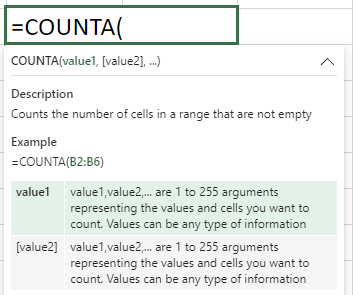 =COUNTA(
COUNTA(value1, [value2], ...)
Description
Counts the number of cells in a range that are not empty
Example
=COUNTA(B2:B6)
value1 value1,value2,... are 1 to 255 arguments
representing the values and cells you want to
count. Values can be any type of information
[value2] value1,value2,... are 1 to 255 arguments
representing the values and cells you want to
count. Values can be any type of information